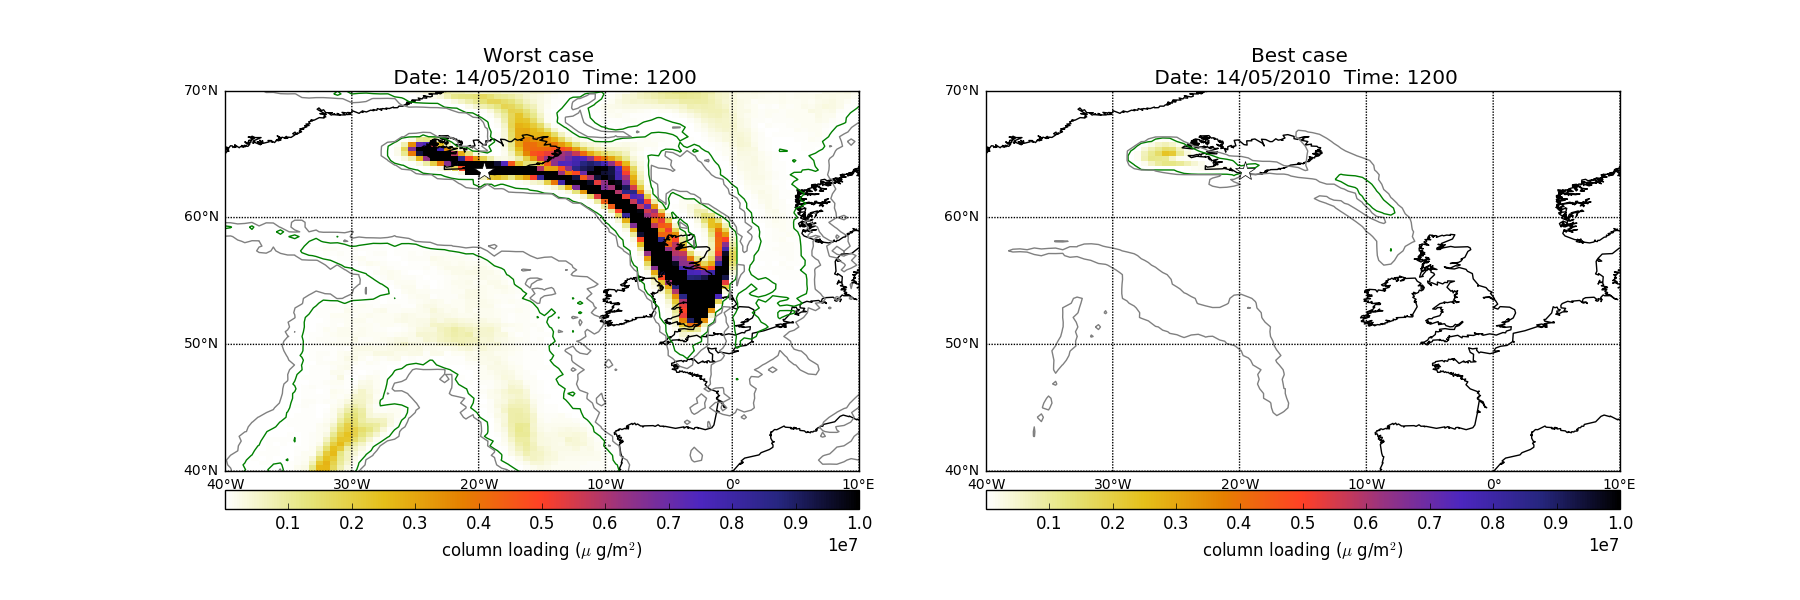 Worst case
Date: 14/05/2010 Time: 1200
70°N
60°N
50°N
40°N
40°W 30°W 20°W 10°W 0° 10°E
0.1 0.2 0.3 0.4 0.5 0.6 0.7 0.8 0.9 1.0
1e7
column loading (μ g/m²)
Best case
Date: 14/05/2010 Time: 1200
70°N
60°N
50°N
40°N
40°W 30°W 20°W 10°W 0° 10°E
0.1 0.2 0.3 0.4 0.5 0.6 0.7 0.8 0.9 1.0
1e7
column loading (μ g/m²)